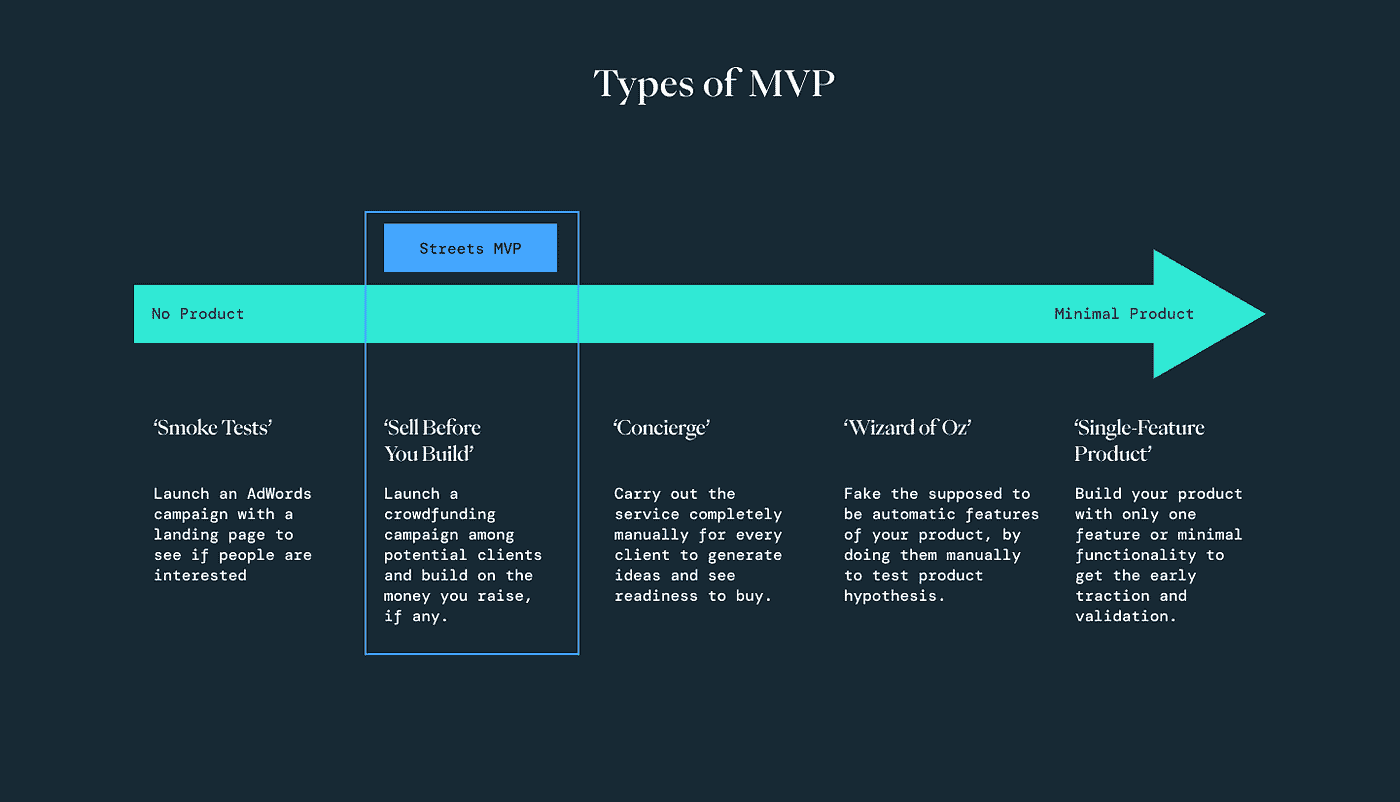 Types of MVP
Streets MVP
No Product
Minimal Product
‘Smoke Tests’
Launch an AdWords
campaign with a
landing page to
see if people are
interested
‘Sell Before
You Build’
Launch a
crowdfunding
campaign among
potential clients
and build on the
money you raise,
if any.
‘Concierge’
Carry out the
service completely
manually for every
client to generate
ideas and see
readiness to buy.
‘Wizard of Oz’
Fake the supposed to
be automatic features
of your product, by
doing them manually
to test product
hypothesis.
‘Single-Feature
Product’
Build your product
with only one
feature or minimal
functionality to
get the early
traction and
validation.